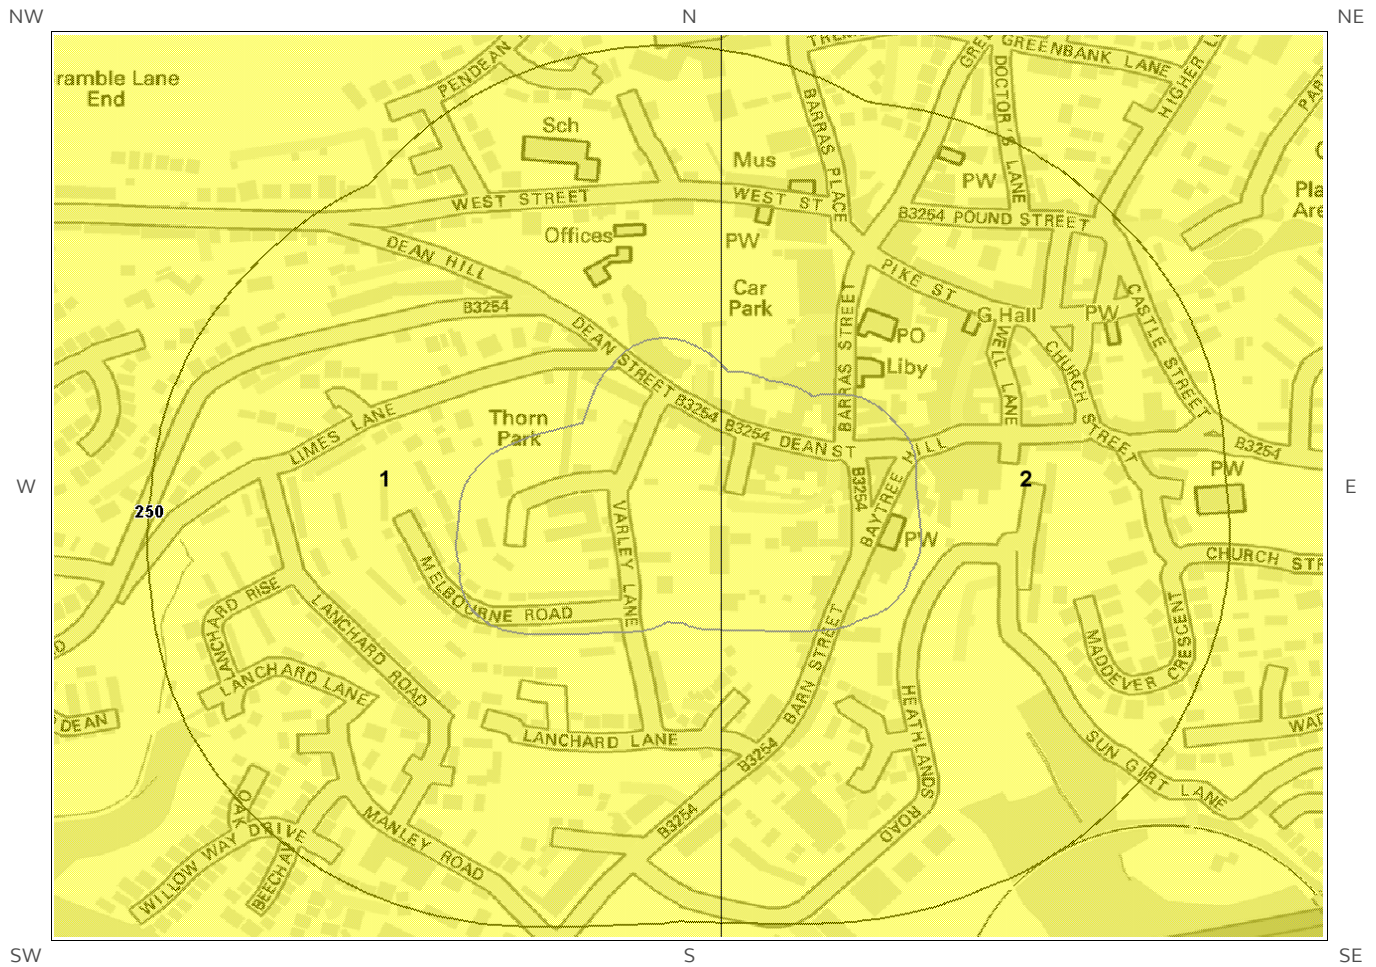 NW
N
NE
PENDEAN
GREENBANK LANE
ramble Lane
End
DOCTOR'S LANE
HIGHER
BARRAS PLACE
Sch
Mus
PW
WEST STREET
WEST ST
B3254 POUND STREET
Offices
PW
DEAN HILL
PIKE ST
Car
Park
CASTLE STREET
B3254
G.Hall
PW
DEAN STREET
BARRAS STREET
PO
WELL LANE
CHURCH STREET
Liby
Thorn
Park
LIMES LANE
B3254
B3254 DEAN ST
HILL
B3254
W
1
2
PW
E
250
B3254
BAYTREE
VARLEY LANE
PW
MELBOURNE ROAD
CHURCH STR
LANCHARD RISE
LANCHARD ROAD
BARN STREET
MADDEVER CRESCENT
LANCHARD LANE
DEAN
HEATHLANDS ROAD
LANCHARD LANE
B3254
SUN GIRT LANE
WAD
OAK
DRIVE
MANLEY ROAD
B3254
WILLOW WAY
BEECH
SW
S
SE